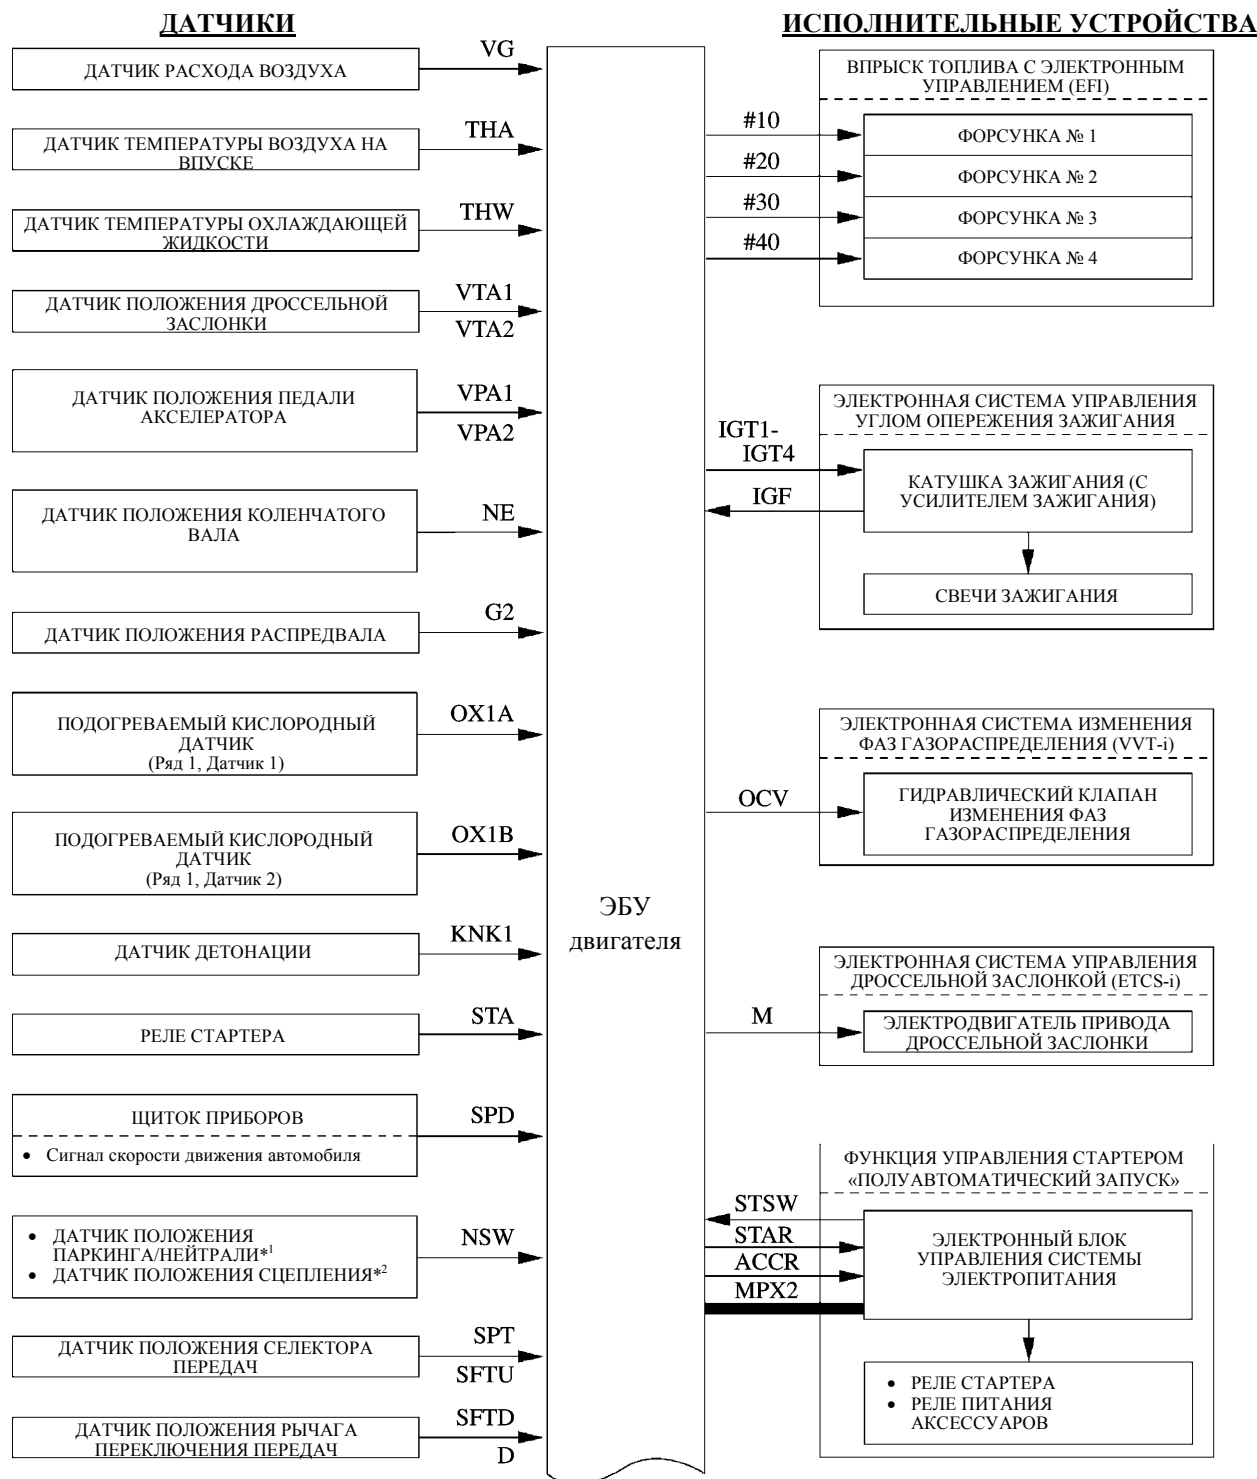 ДАТЧИКИ
ДАТЧИК РАСХОДА ВОЗДУХА
VG
ДАТЧИК ТЕМПЕРАТУРЫ ВОЗДУХА НА
ВПУСКЕ
THA
ДАТЧИК ТЕМПЕРАТУРЫ ОХЛАЖДАЮЩЕЙ
ЖИДКОСТИ
THW
ДАТЧИК ПОЛОЖЕНИЯ ДРОССЕЛЬНОЙ
ЗАСЛОНКИ
VTA1
VTA2
ДАТЧИК ПОЛОЖЕНИЯ ПЕДАЛИ
АКСЕЛЕРАТОРА
VPA1
VPA2
ДАТЧИК ПОЛОЖЕНИЯ КОЛЕНЧАТОГО
ВАЛА
NE
ДАТЧИК ПОЛОЖЕНИЯ РАСПРЕДВАЛА
G2
ПОДОГРЕВАЕМЫЙ КИСЛОРОДНЫЙ
ДАТЧИК
(Ряд 1, Датчик 1)
OX1A
ПОДОГРЕВАЕМЫЙ КИСЛОРОДНЫЙ
ДАТЧИК
(Ряд 1, Датчик 2)
OX1B
ДАТЧИК ДЕТОНАЦИИ
KNK1
РЕЛЕ СТАРТЕРА
STA
ЩИТОК ПРИБОРОВ
• Сигнал скорости движения автомобиля
SPD
• ДАТЧИК ПОЛОЖЕНИЯ
ПАРКИНГА/НЕЙТРАЛИ*1
• ДАТЧИК ПОЛОЖЕНИЯ СЦЕПЛЕНИЯ*2
NSW
ДАТЧИК ПОЛОЖЕНИЯ СЕЛЕКТОРА
ПЕРЕДАЧ
SPT
SFTU
ДАТЧИК ПОЛОЖЕНИЯ РЫЧАГА
ПЕРЕКЛЮЧЕНИЯ ПЕРЕДАЧ
SFTD
D
ЭБУ
двигателя
ИСПОЛНИТЕЛЬНЫЕ УСТРОЙСТВА
ВПРЫСК ТОПЛИВА С ЭЛЕКТРОННЫМ
УПРАВЛЕНИЕМ (EFI)
#10
ФОРСУНКА № 1
#20
ФОРСУНКА № 2
#30
ФОРСУНКА № 3
#40
ФОРСУНКА № 4
ЭЛЕКТРОННАЯ СИСТЕМА УПРАВЛЕНИЯ
УГЛОМ ОПЕРЕЖЕНИЯ ЗАЖИГАНИЯ
IGT1-
IGT4
IGF
КАТУШКА ЗАЖИГАНИЯ (С
УСИЛИТЕЛЕМ ЗАЖИГАНИЯ)
СВЕЧИ ЗАЖИГАНИЯ
ЭЛЕКТРОННАЯ СИСТЕМА ИЗМЕНЕНИЯ
ФАЗ ГАЗОРАСПРЕДЕЛЕНИЯ (VVT-i)
OCV
ГИДРАВЛИЧЕСКИЙ КЛАПАН
ИЗМЕНЕНИЯ ФАЗ
ГАЗОРАСПРЕДЕЛЕНИЯ
ЭЛЕКТРОННАЯ СИСТЕМА УПРАВЛЕНИЯ
ДРОССЕЛЬНОЙ ЗАСЛОНКОЙ (ETCS-i)
M
ЭЛЕКТРОДВИГАТЕЛЬ ПРИВОДА
ДРОССЕЛЬНОЙ ЗАСЛОНКИ
ФУНКЦИЯ УПРАВЛЕНИЯ СТАРТЕРОМ
«ПОЛУАВТОМАТИЧЕСКИЙ ЗАПУСК»
STSW
STAR
ACCR
MPX2
ЭЛЕКТРОННЫЙ БЛОК
УПРАВЛЕНИЯ СИСТЕМЫ
ЭЛЕКТРОПИТАНИЯ
• РЕЛЕ СТАРТЕРА
• РЕЛЕ ПИТАНИЯ
АКСЕССУАРОВ